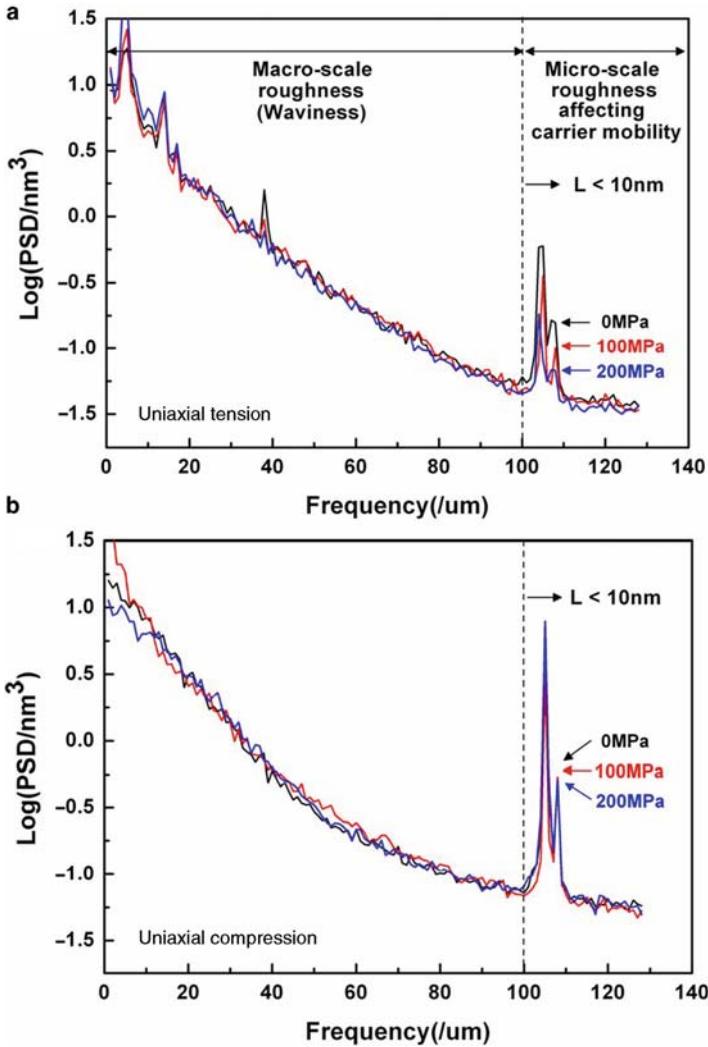 a
1.5
1.0
0.5
0.0
−0.5
−1.0
−1.5
Log(PSD/nm³)
Macro-scale
roughness
(Waviness)
Micro-scale
roughness
affecting
carrier mobility
L < 10nm
0MPa
100MPa
200MPa
Uniaxial tension
0 20 40 60 80 100 120 140
Frequency(/um)
b
1.5
1.0
0.5
0.0
−0.5
−1.0
−1.5
Log(PSD/nm³)
L < 10nm
0MPa
100MPa
200MPa
Uniaxial compression
0 20 40 60 80 100 120 140
Frequency(/um)